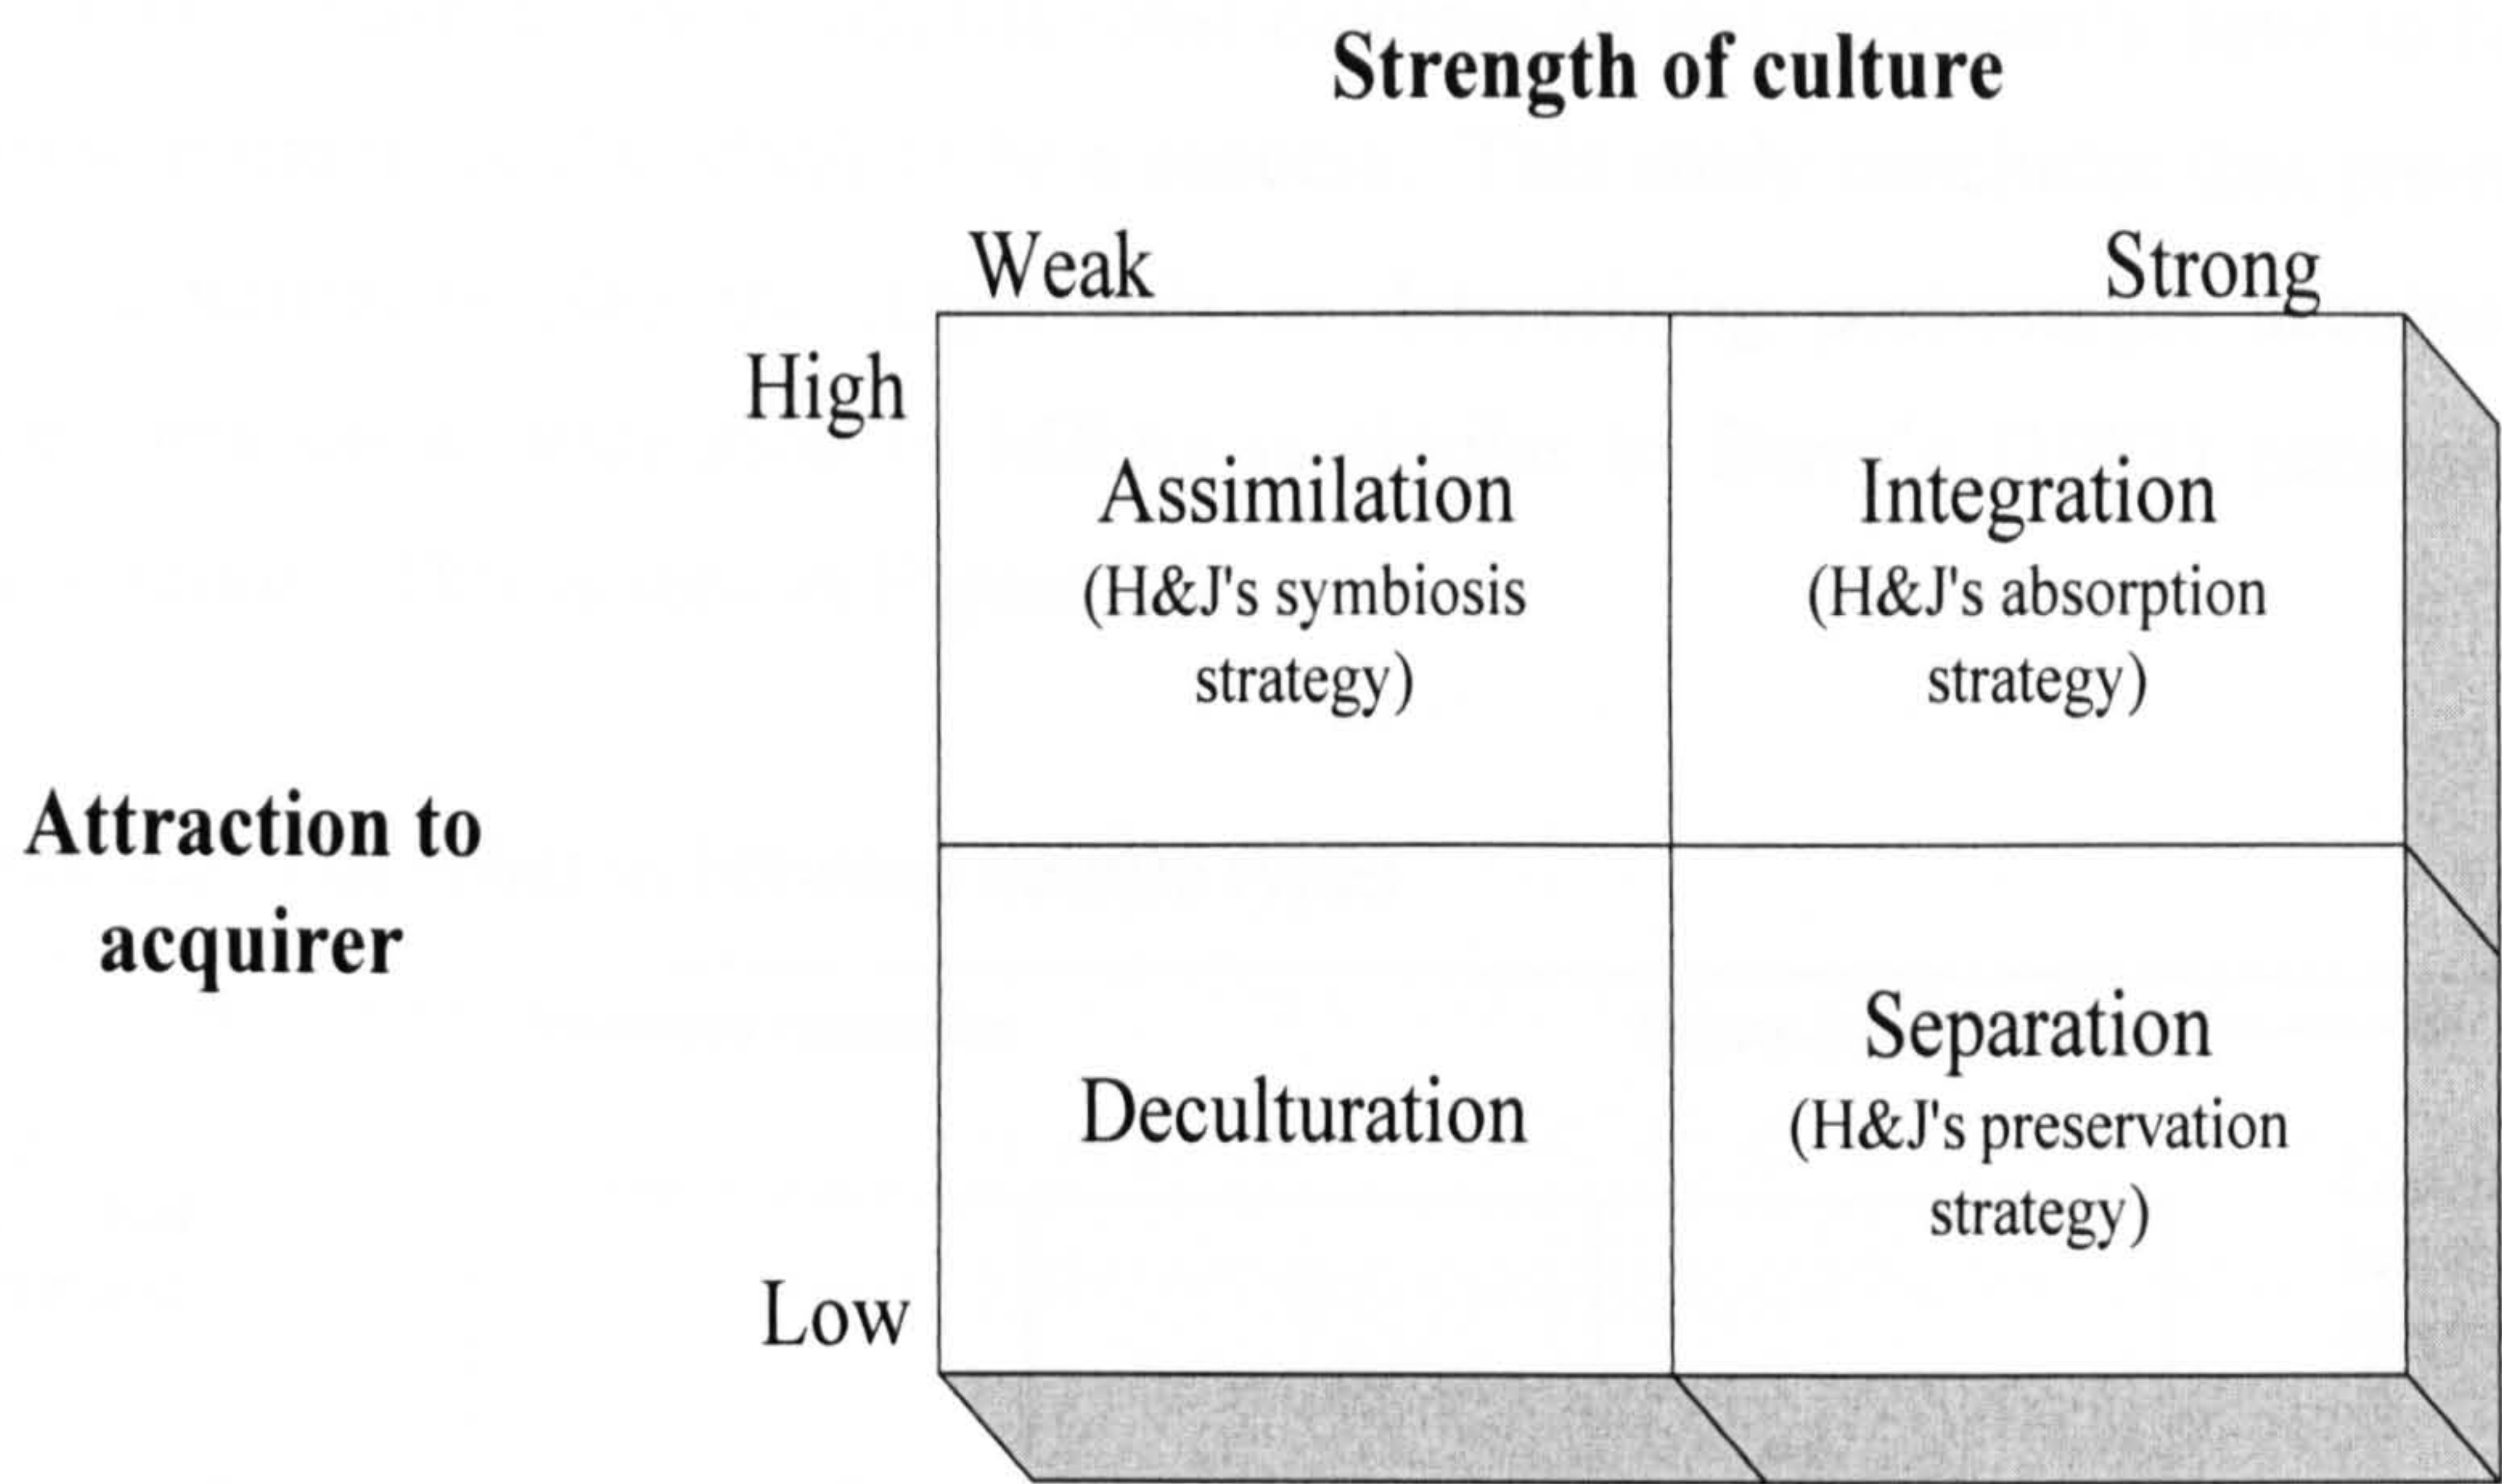 Strength of culture
Weak
Strong
High
Assimilation
(H&J's symbiosis
strategy)
Integration
(H&J's absorption
strategy)
Attraction to
acquirer
Deculturation
Separation
(H&J's preservation
strategy)
Low